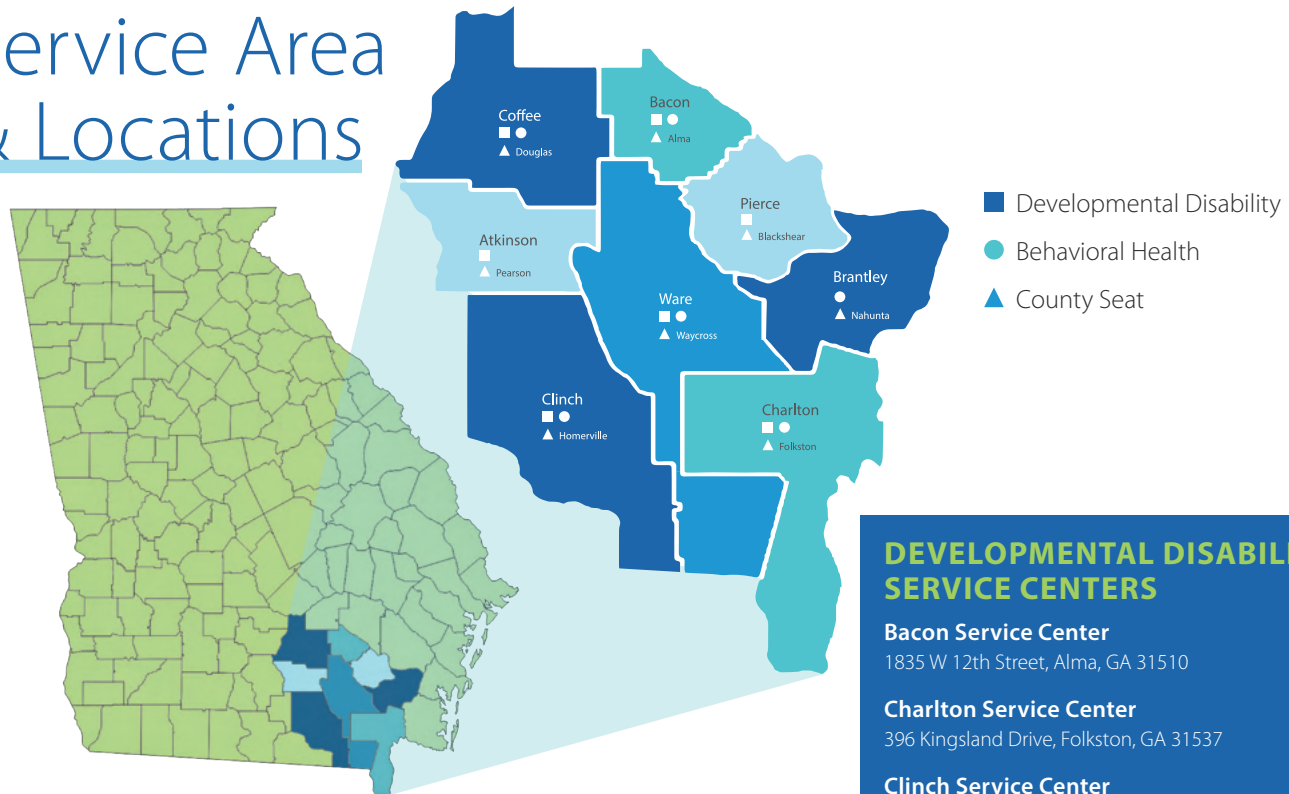 ervice Area
& Locations
Coffee
Douglas
Bacon
Alma
Atkinson
Pearson
Pierce
Blackshear
Brantley
Nahunta
Ware
Waycross
Clinch
Homerville
Charlton
Folkston
Developmental Disability
Behavioral Health
County Seat
DEVELOPMENTAL DISABILI
SERVICE CENTERS
Bacon Service Center
1835 W 12th Street, Alma, GA 31510
Charlton Service Center
396 Kingsland Drive, Folkston, GA 31537
Clinch Service Center